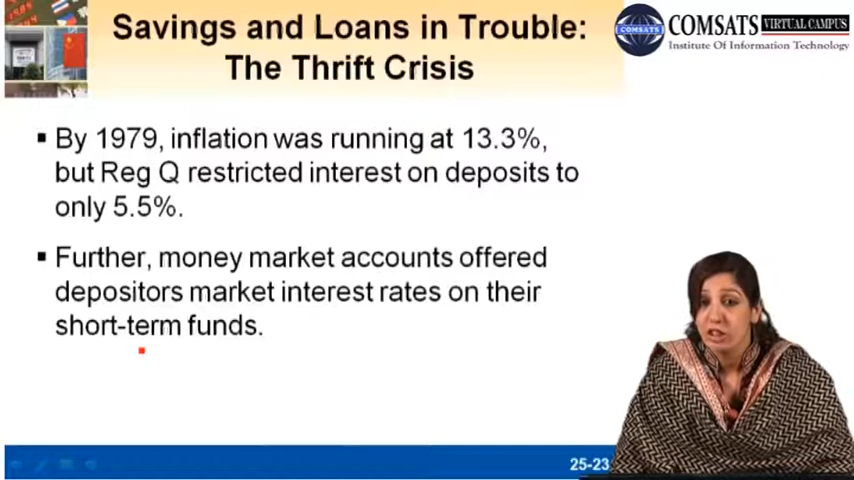 Savings and Loans in Trouble:
The Thrift Crisis
COMSATS
COMSATS VIRTUAL CAMPUS
Institute Of Information Technology
▪ By 1979, inflation was running at 13.3%,
but Reg Q restricted interest on deposits to
only 5.5%.
▪ Further, money market accounts offered
depositors market interest rates on their
short-term funds.
25-23